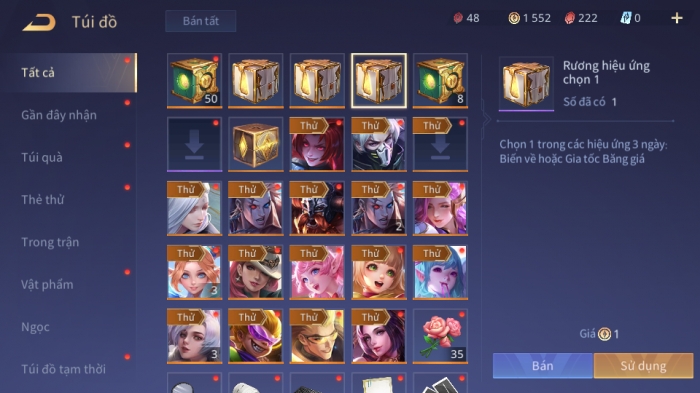 Túi đồ
Bán tất
48
1 552
222
0
Tất cả
Gần đây nhận
Túi quà
Thẻ thử
Trong trận
Vật phẩm
Ngọc
Túi đồ tạm thời
50
8
Thử
Thử
Thử
Thử
Thử
Thử
Thử
2
Thử
Thử
3
Thử
Thử
Thử
Thử
Thử
3
Thử
Thử
Thử
35
Rương hiệu ứng
chọn 1
Số đã có 1
Chọn 1 trong các hiệu ứng 3 ngày:
Biến về hoặc Gia tốc Băng giá
Giá 1
Bán
Sử dụng